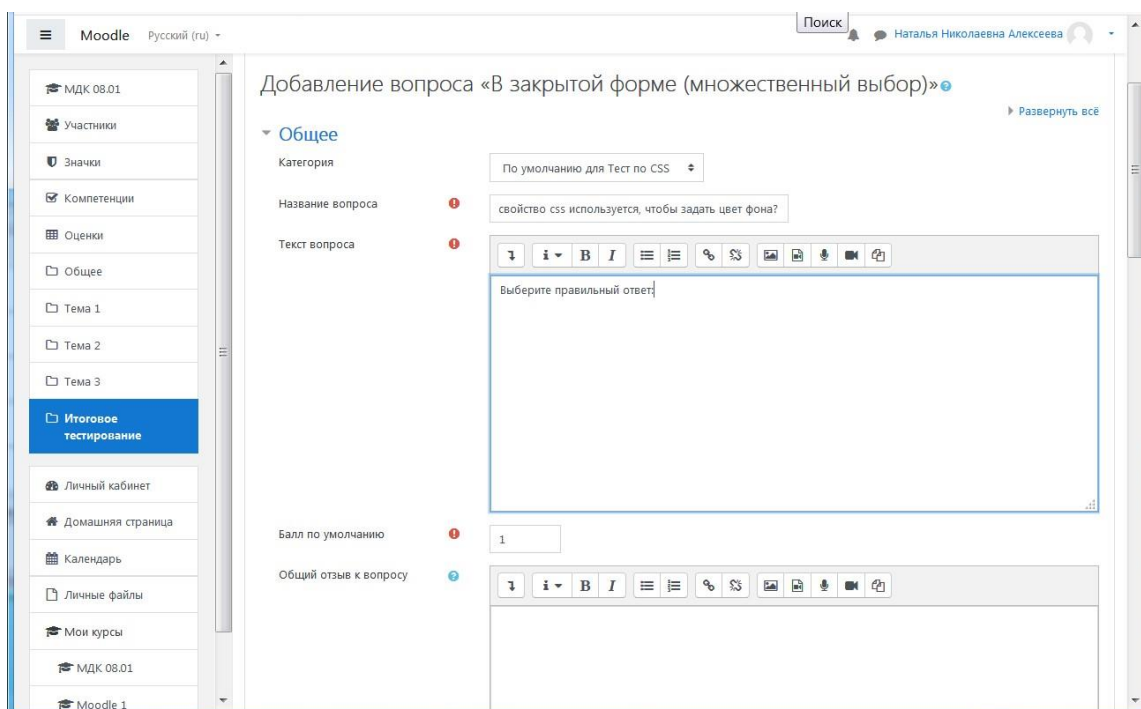 Поиск
Moodle Русский (ru)
Наталья Николаевна Алексеева
МДК 08.01
Участники
Значки
Компетенции
Оценки
Общее
Тема 1
Тема 2
Тема 3
Итоговое
тестирование
Личный кабинет
Домашняя страница
Календарь
Личные файлы
Мои курсы
МДК 08.01
Moodle 1
Добавление вопроса «В закрытой форме (множественный выбор)»
Развернуть всё
Общее
Категория
По умолчанию для Тест по CSS
Название вопроса
свойство css используется, чтобы задать цвет фона?
Текст вопроса
i B I
Выберите правильный ответ:
Балл по умолчанию
1
Общий отзыв к вопросу
i B I